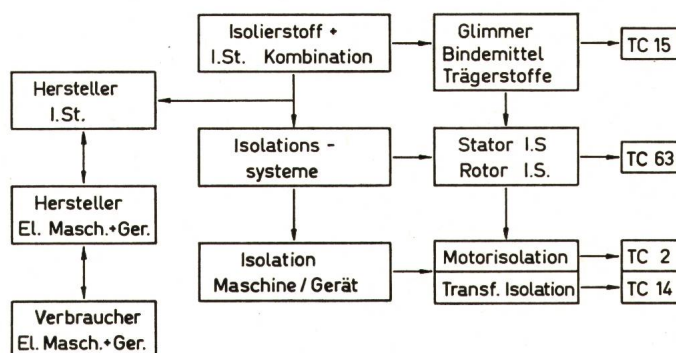 Isolierstoff +
I.St. Kombination
Glimmer
Bindemittel
Trägerstoffe
TC 15
Hersteller
I.St.
Isolations -
systeme
Stator I.S
Rotor I.S.
TC 63
Hersteller
El. Masch.+Ger.
Isolation
Maschine / Gerät
Motorisolation
TC 2
Transf. Isolation
TC 14
Verbraucher
El. Masch.+Ger.